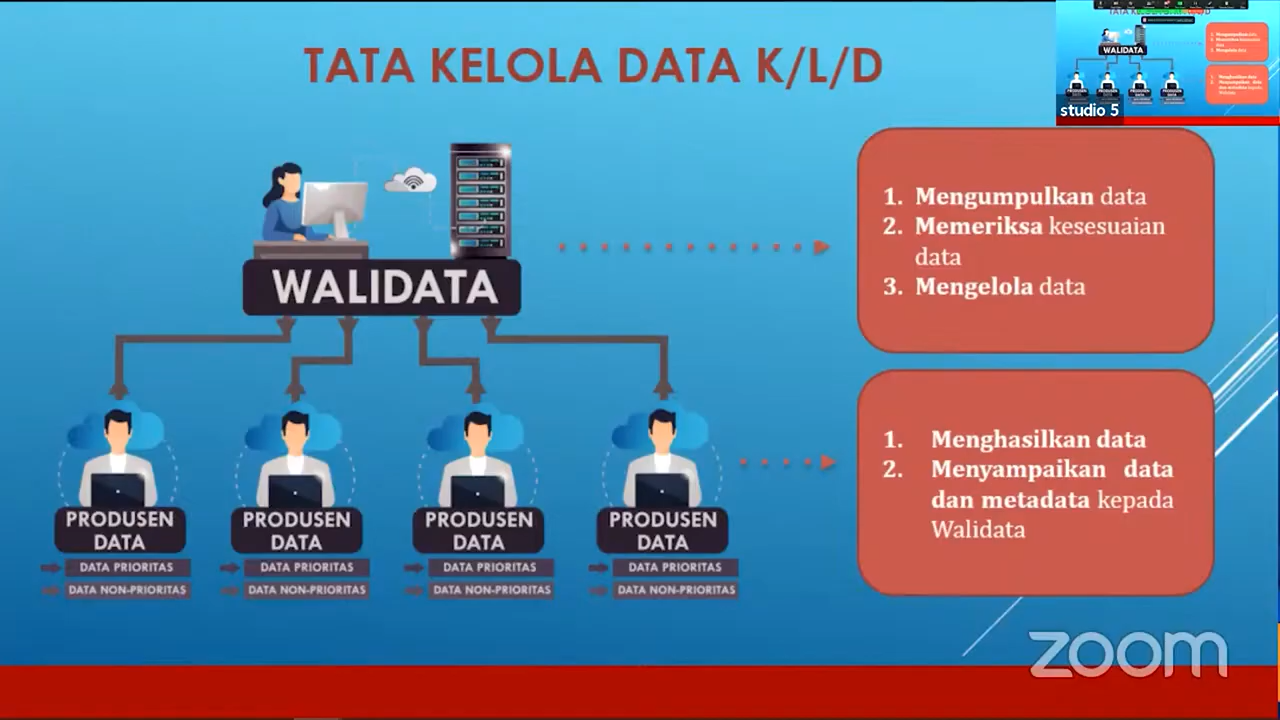 TATA KELOLA DATA K/L/D
WALIDATA
studio 5
WALIDATA
1. Mengumpulkan data
2. Memeriksa kesesuaian
data
3. Mengelola data
1. Menghasilkan data
2. Menyampaikan data
dan metadata kepada
Walidata
PRODUSEN
DATA
DATA PRIORITAS
DATA NON-PRIORITAS
PRODUSEN
DATA
DATA PRIORITAS
DATA NON-PRIORITAS
PRODUSEN
DATA
DATA PRIORITAS
DATA NON-PRIORITAS
PRODUSEN
DATA
DATA PRIORITAS
DATA NON-PRIORITAS
zoom